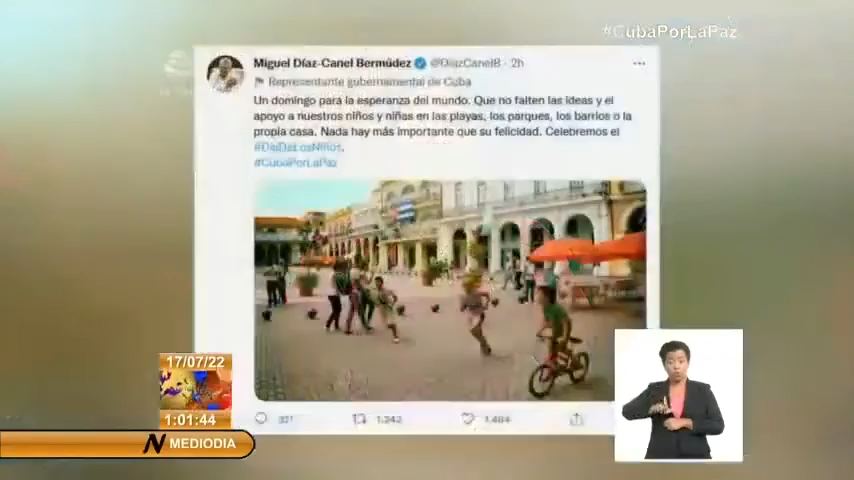 #CubaPorLaPaz
Miguel Díaz-Canel Bermúdez @DiazCanelB · 2h
Representante gubernamental de Cuba
Un domingo para la esperanza del mundo. Que no falten las ideas y el
apoyo a nuestros niños y niñas en las playas, los parques, los barrios o la
propia casa. Nada hay más importante que su felicidad. Celebremos el
#DiaDeLosNiños.
#CubaPorLaPaz
1.242
17/07/22
1:01:44
N MEDIODIA